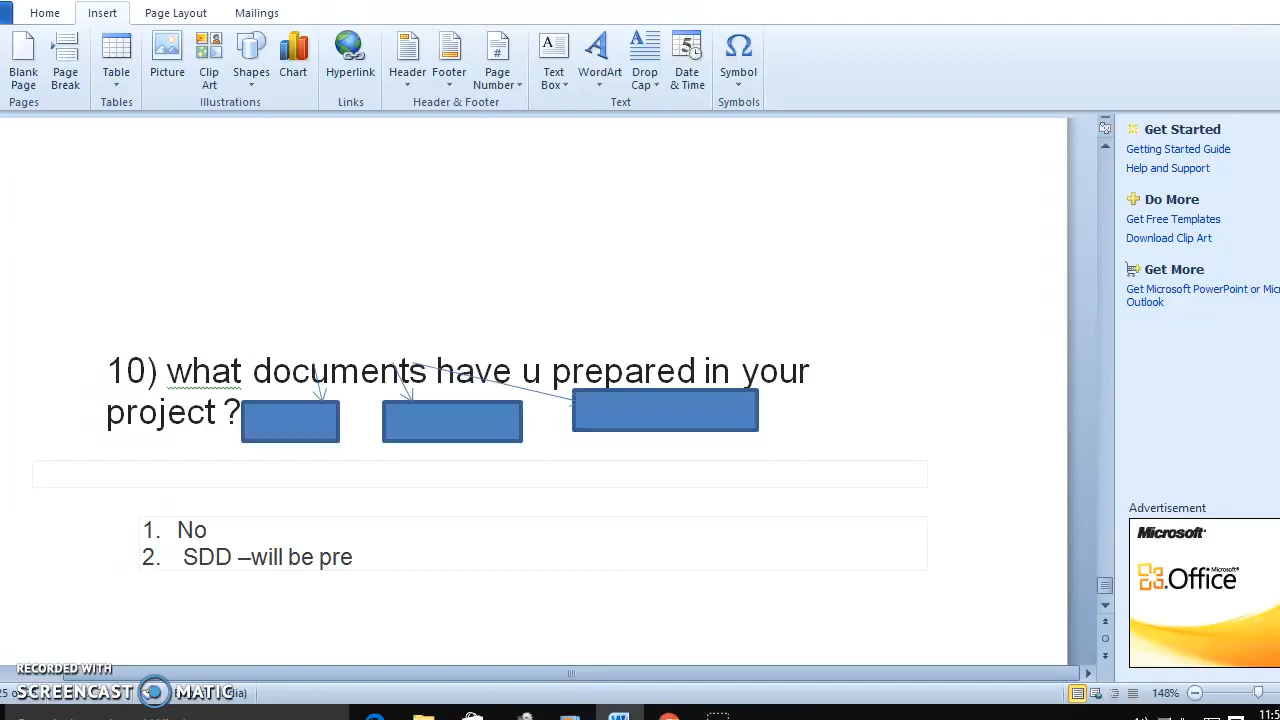 Home Insert Page Layout Mailings
Blank Page
Page Break
Table
Picture
Clip Art
Shapes
Chart
Hyperlink
Header
Footer
Page Number
Text Box
WordArt
Drop Cap
Date & Time
Symbol
Pages Tables Illustrations Links Header & Footer Text Symbols
Get Started
Getting Started Guide
Help and Support
Do More
Get Free Templates
Download Clip Art
Get More
Get Microsoft PowerPoint or Mic
Outlook
10) what documents have u prepared in your
project ?
1. No
2. SDD –will be pre
Advertisement
Microsoft
Office
RECORDED WITH
SCREENCAST MATIC
148%
11:5